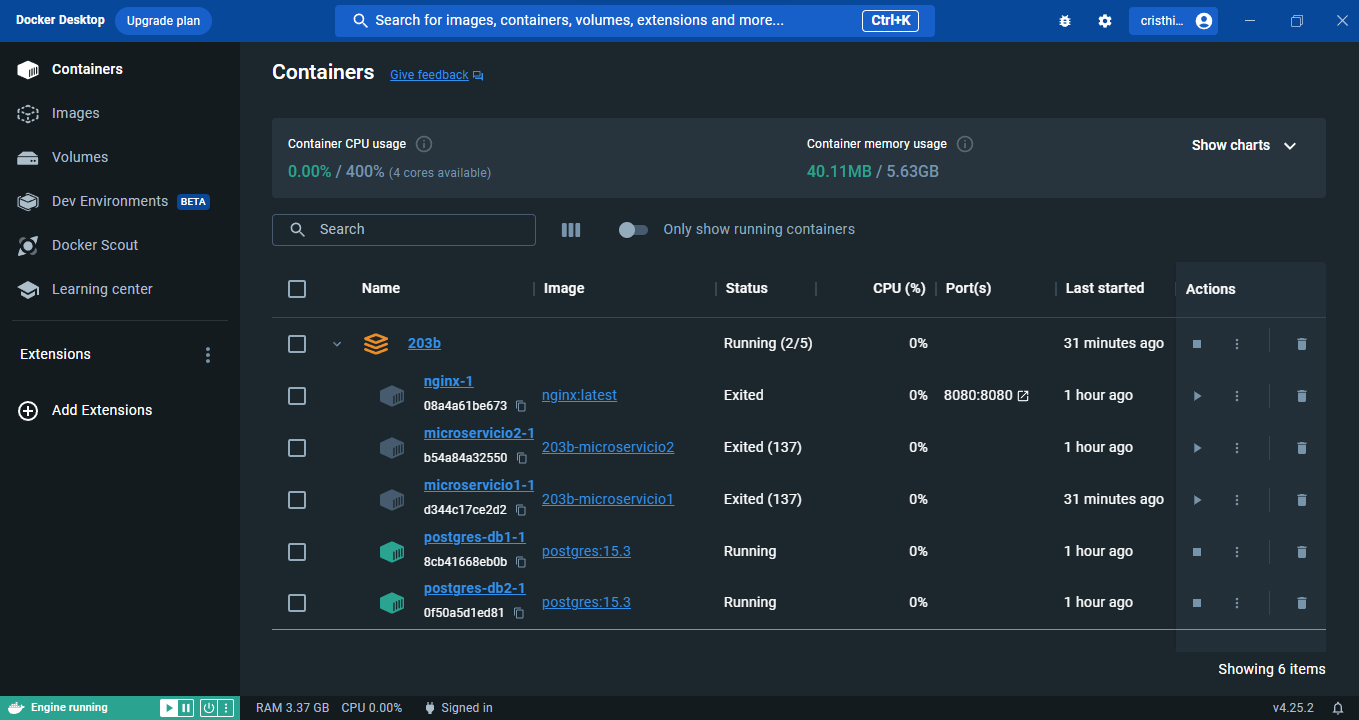 Docker Desktop Upgrade plan Search for images, containers, volumes, extensions and more... Ctrl+K cristhi...
Containers
Images
Volumes
Dev Environments BETA
Docker Scout
Learning center
Extensions
Add Extensions
Containers Give feedback
Container CPU usage
0.00% / 400% (4 cores available)
Container memory usage
40.11MB / 5.63GB
Show charts
Search Only show running containers
Name Image Status CPU (%) Port(s) Last started Actions
203b Running (2/5) 0% 31 minutes ago
nginx-1
08a4a61be673 nginx:latest Exited 0% 8080:8080 1 hour ago
microservicio2-1
b54a84a32550 203b-microservicio2 Exited (137) 0% 1 hour ago
microservicio1-1
d344c17ce2d2 203b-microservicio1 Exited (137) 0% 31 minutes ago
postgres-db1-1
8cb41668eb0b postgres:15.3 Running 0% 1 hour ago
postgres-db2-1
0f50a5d1ed81 postgres:15.3 Running 0% 1 hour ago
Showing 6 items
Engine running RAM 3.37 GB CPU 0.00% Signed in v4.25.2